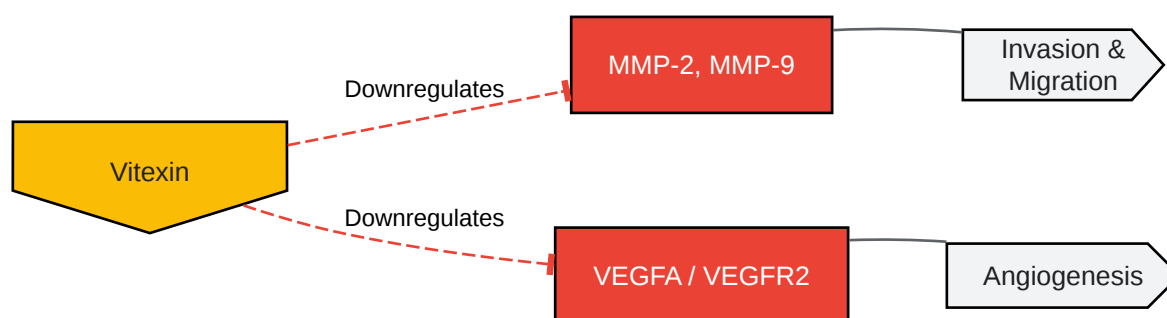 Vitexin
Downregulates
MMP-2, MMP-9
Invasion &
Migration
Downregulates
VEGFA / VEGFR2
Angiogenesis